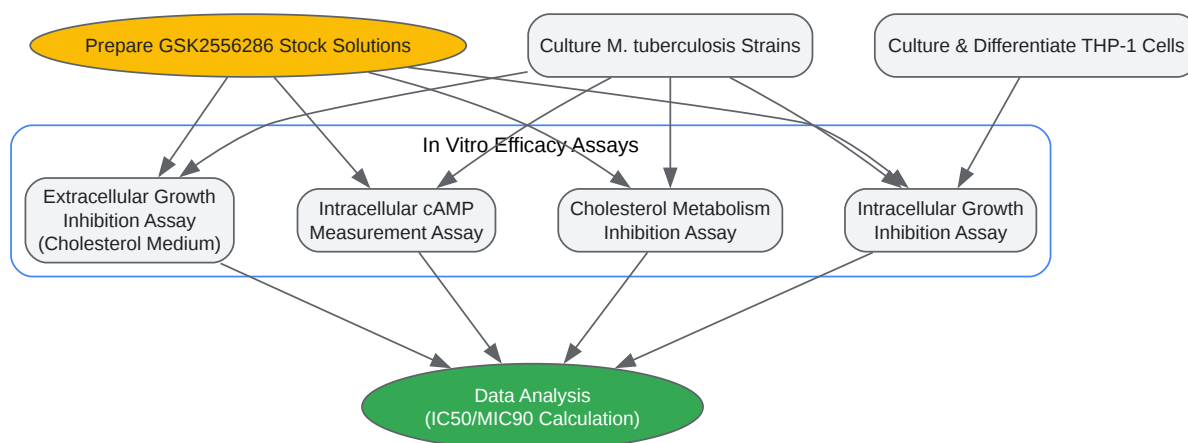 Prepare GSK2556286 Stock Solutions
Culture M. tuberculosis Strains
Culture & Differentiate THP-1 Cells
In Vitro Efficacy Assays
Extracellular Growth
Inhibition Assay
(Cholesterol Medium)
Intracellular cAMP
Measurement Assay
Cholesterol Metabolism
Inhibition Assay
Intracellular Growth
Inhibition Assay
Data Analysis
(IC50/MIC90 Calculation)